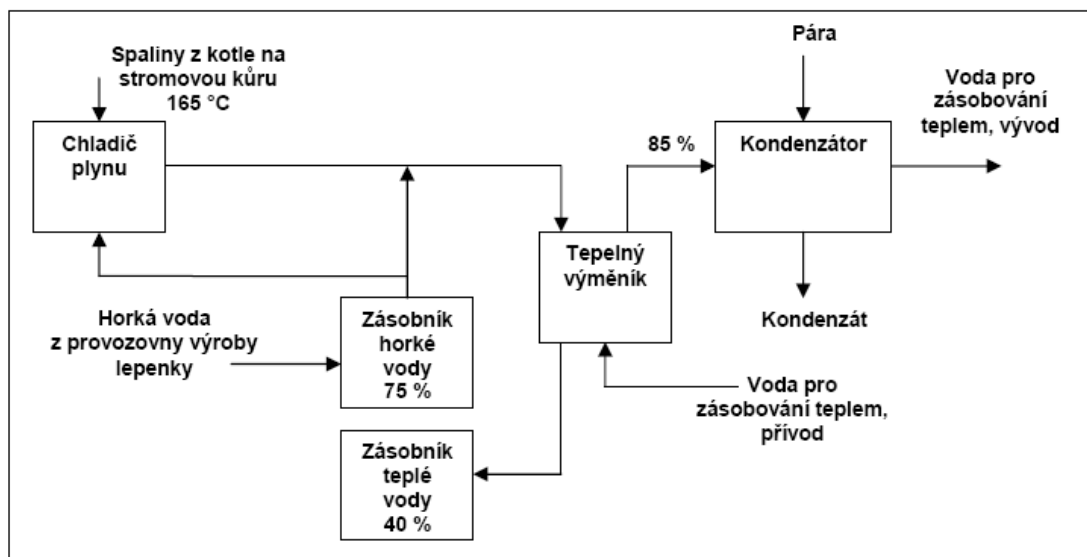 Spaliny z kotle na
stromovou kůru
165 °C
Chladič
plynu
Pára
Voda pro
zásobování
teplem, vývod
85 %
Kondenzátor
Tepelný
výměník
Horká voda
z provozovny výroby
lepenky
Zásobník
horké
vody
75 %
Kondenzát
Voda pro
zásobování teplem,
přívod
Zásobník
teplé
vody
40 %